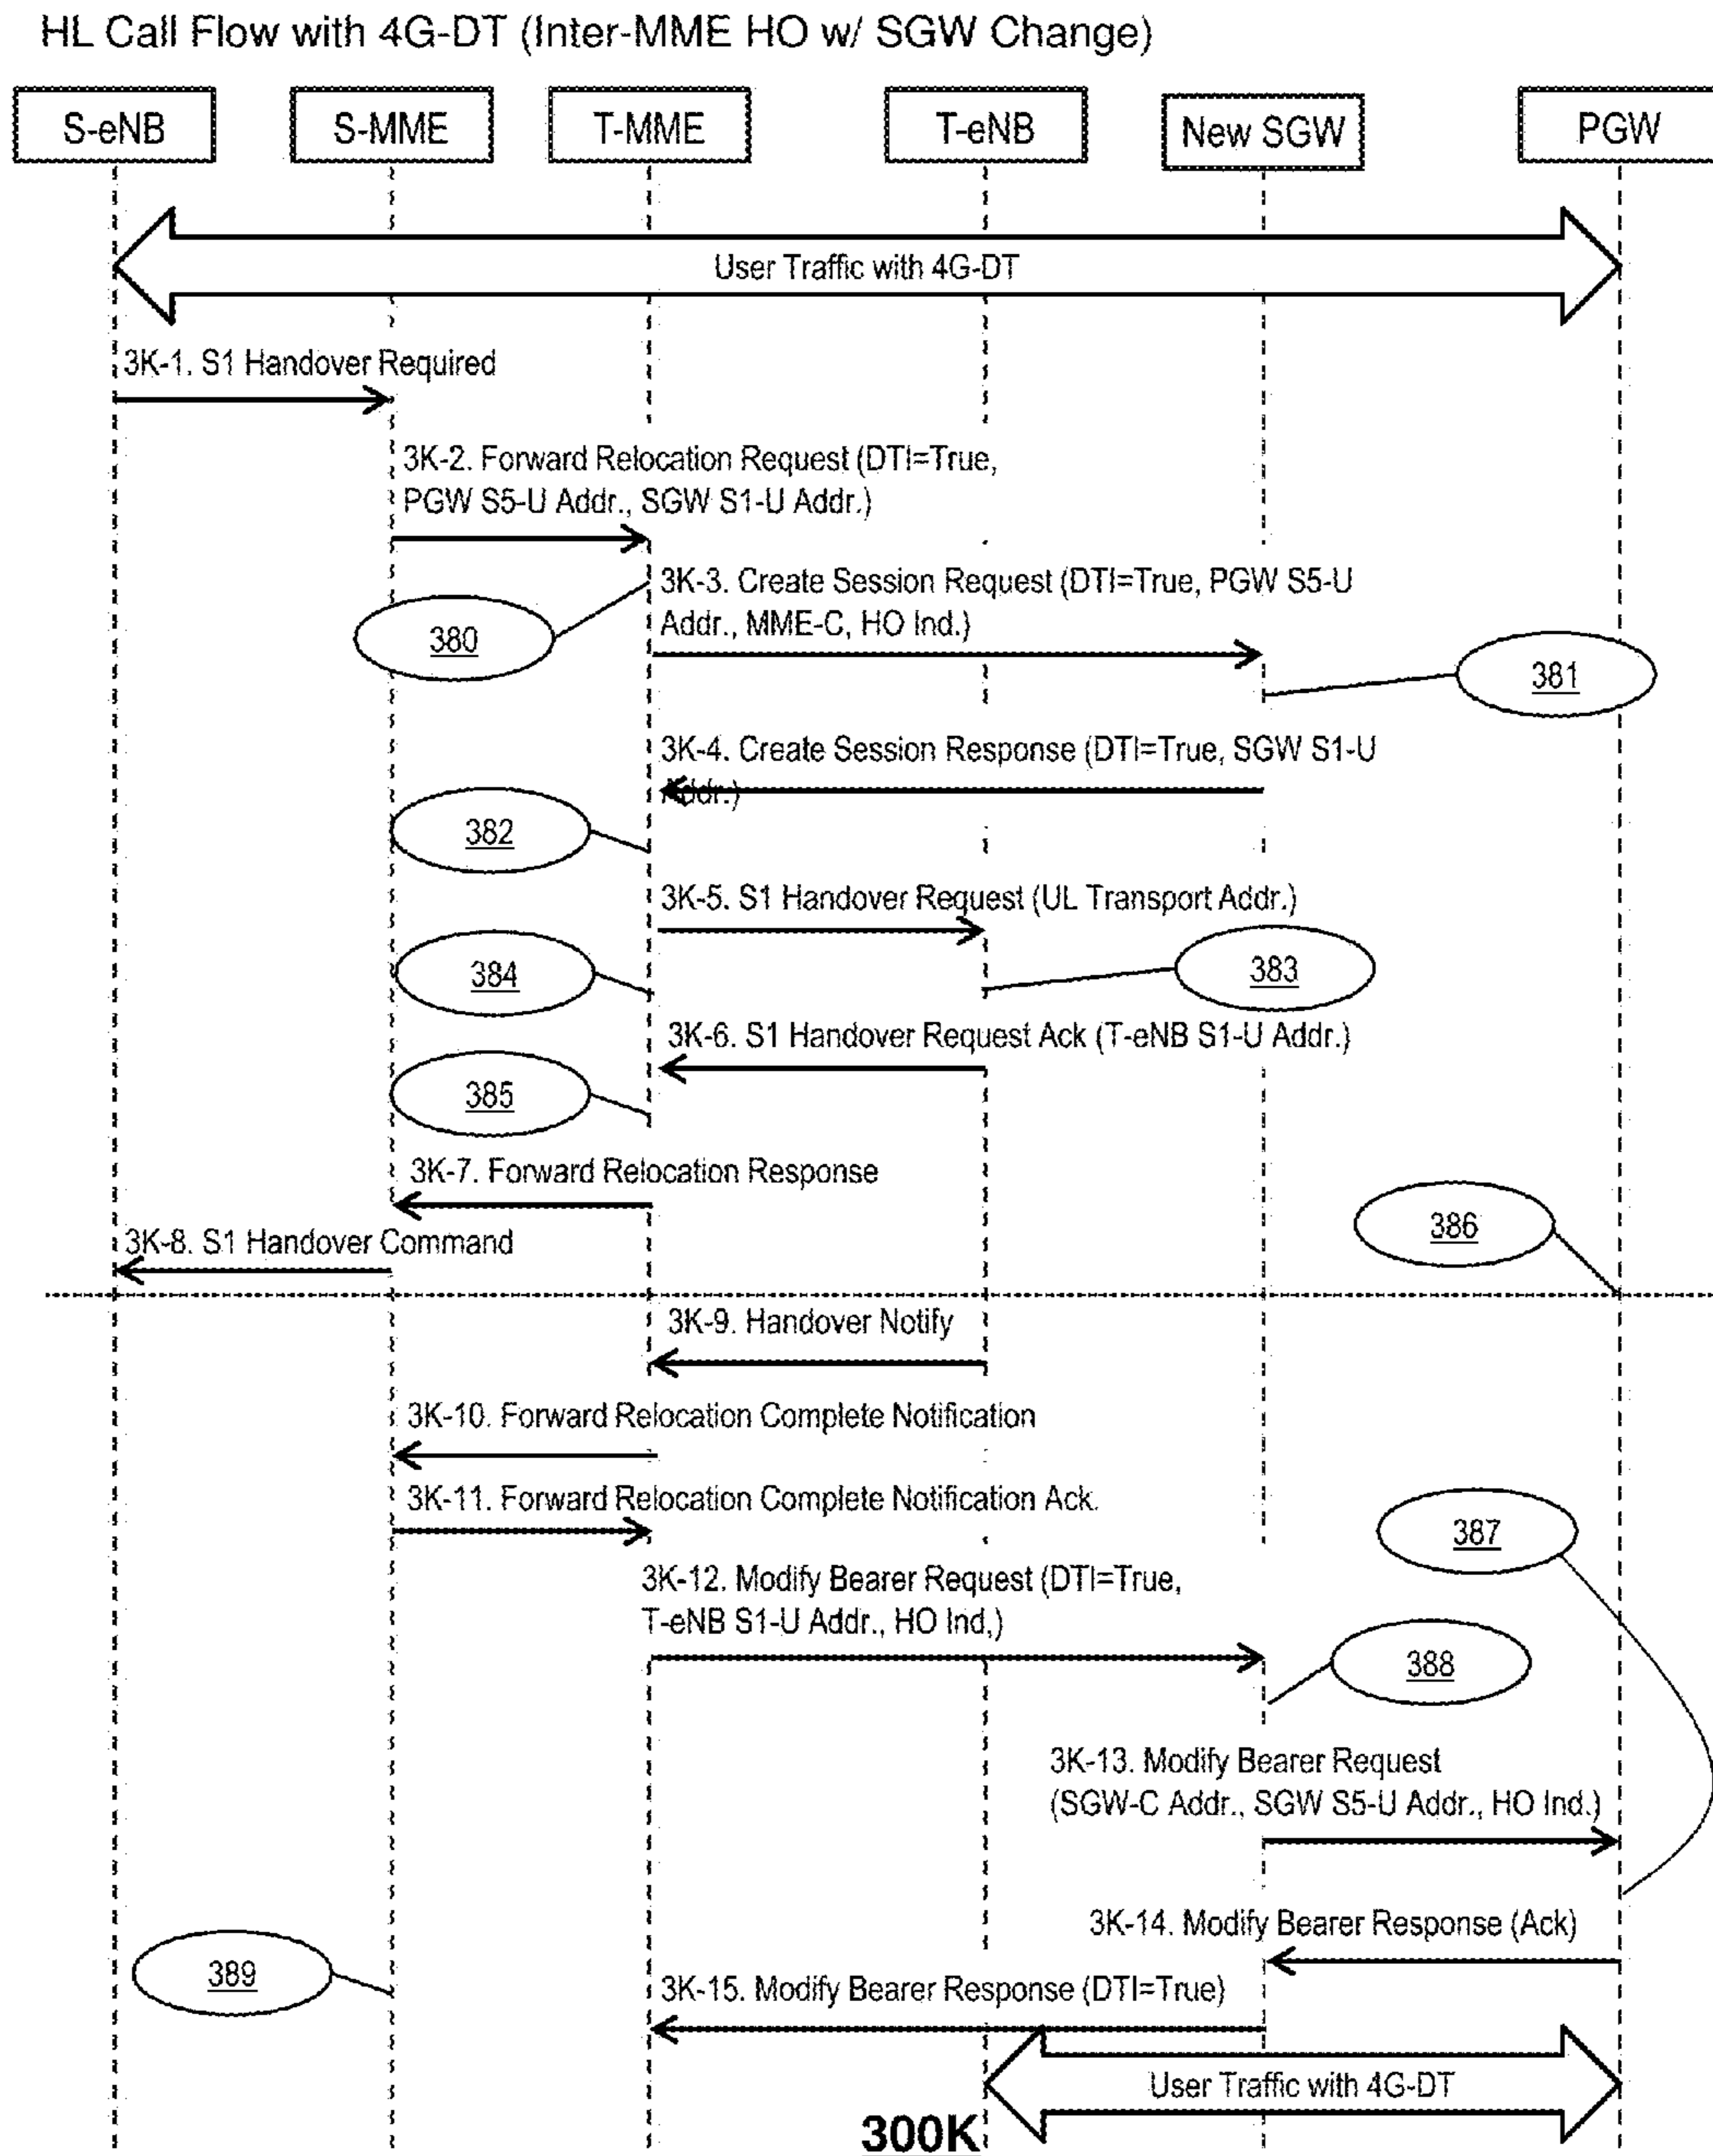 HL Call Flow with 4G-DT (Inter-MME HO w/ SGW Change)
S-eNB
S-MME
T-MME
T-eNB
New SGW
PGW
User Traffic with 4G-DT
3K-1. S1 Handover Required
3K-2. Forward Relocation Request (DTI=True,
PGW S5-U Addr., SGW S1-U Addr.)
3K-3. Create Session Request (DTI=True, PGW S5-U
Addr., MME-C, HO Ind.)
380
381
3K-4. Create Session Response (DTI=True, SGW S1-U
Addr.)
382
3K-5. S1 Handover Request (UL Transport Addr.)
384
383
3K-6. S1 Handover Request Ack (T-eNB S1-U Addr.)
385
3K-7. Forward Relocation Response
386
3K-8. S1 Handover Command
3K-9. Handover Notify
3K-10. Forward Relocation Complete Notification
3K-11. Forward Relocation Complete Notification Ack.
387
3K-12. Modify Bearer Request (DTI=True,
T-eNB S1-U Addr., HO Ind,)
388
3K-13. Modify Bearer Request
(SGW-C Addr., SGW S5-U Addr., HO Ind.)
3K-14. Modify Bearer Response (Ack)
389
3K-15. Modify Bearer Response (DTI=True)
User Traffic with 4G-DT
300K